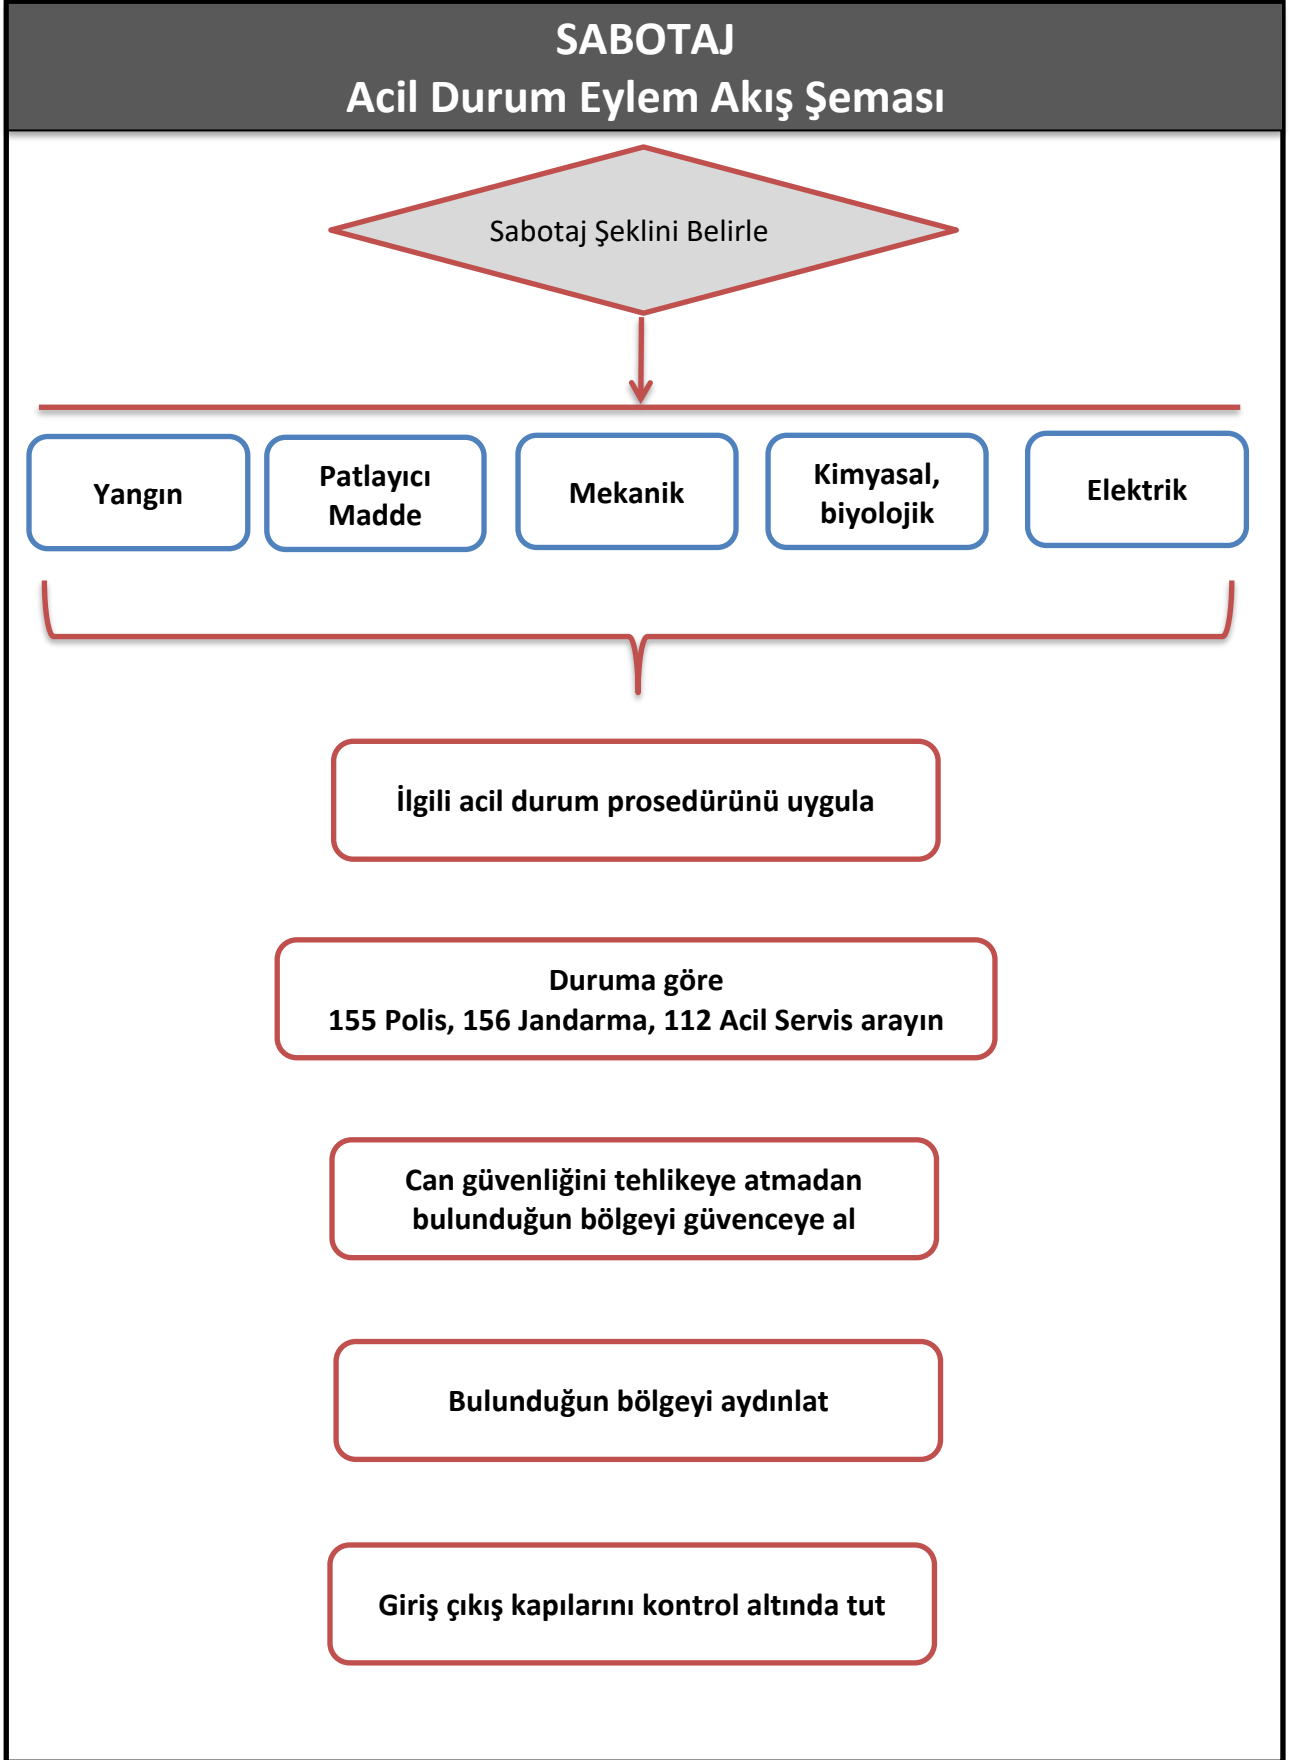 SABOTAJ
Acil Durum Eylem Akış Şeması
Sabotaj Şeklini Belirle
Yangın
Patlayıcı
Madde
Mekanik
Kimyasal,
biyolojik
Elektrik
İlgili acil durum prosedürünü uygula
Duruma göre
155 Polis, 156 Jandarma, 112 Acil Servis arayın
Can güvenliğini tehlikeye atmadan
bulunduğun bölgeyi güvenceye al
Bulunduğun bölgeyi aydınlat
Giriş çıkış kapılarını kontrol altında tut